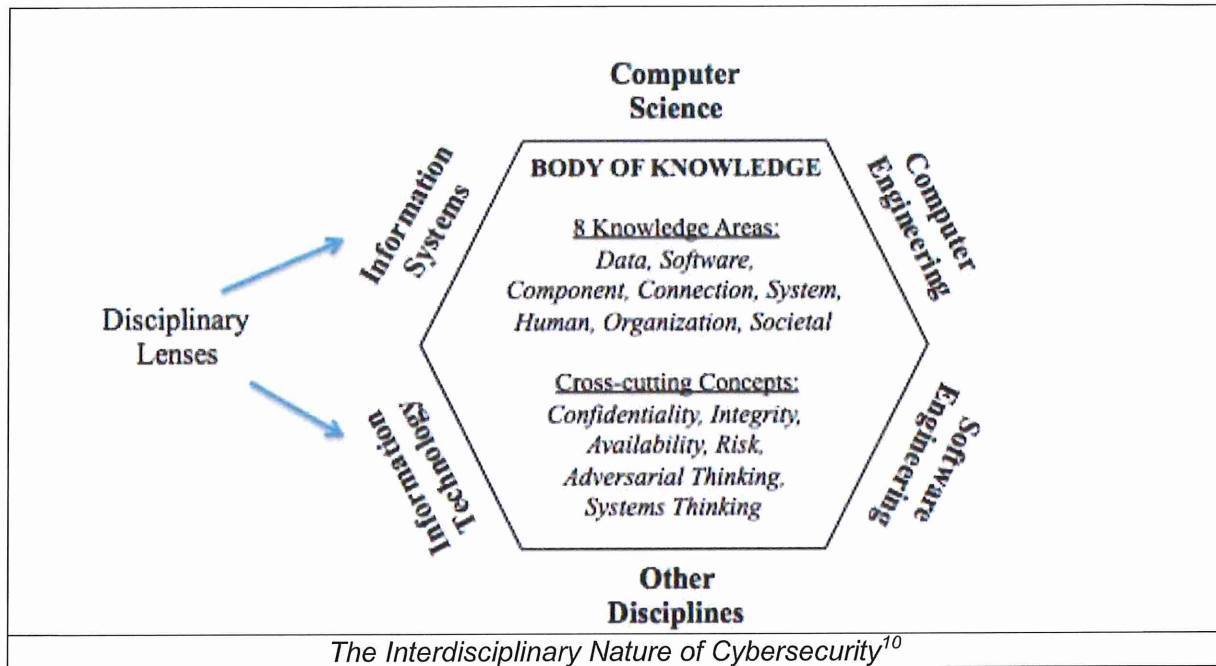 Computer
Science
Information
Systems
Computer
Engineering
BODY OF KNOWLEDGE
8 Knowledge Areas:
Data, Software,
Component, Connection, System,
Human, Organization, Societal
Disciplinary
Lenses
Cross-cutting Concepts:
Confidentiality, Integrity,
Availability, Risk,
Adversarial Thinking,
Systems Thinking
Information
Technology
Software
Engineering
Other
Disciplines
The Interdisciplinary Nature of Cybersecurity¹⁰